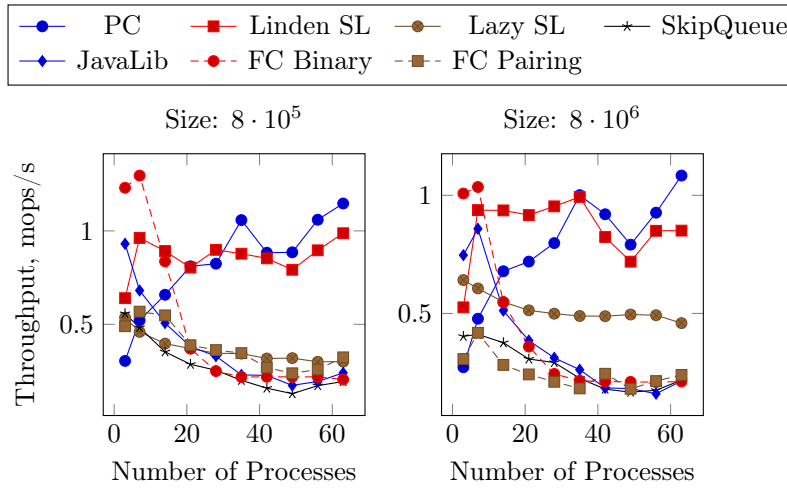 PC Linden SL Lazy SL SkipQueue
JavaLib FC Binary FC Pairing
Size: 8 · 10^5 Size: 8 · 10^6
Throughput, mops/s
1
0.5
0 20 40 60
Number of Processes
1
0.5
0 20 40 60
Number of Processes